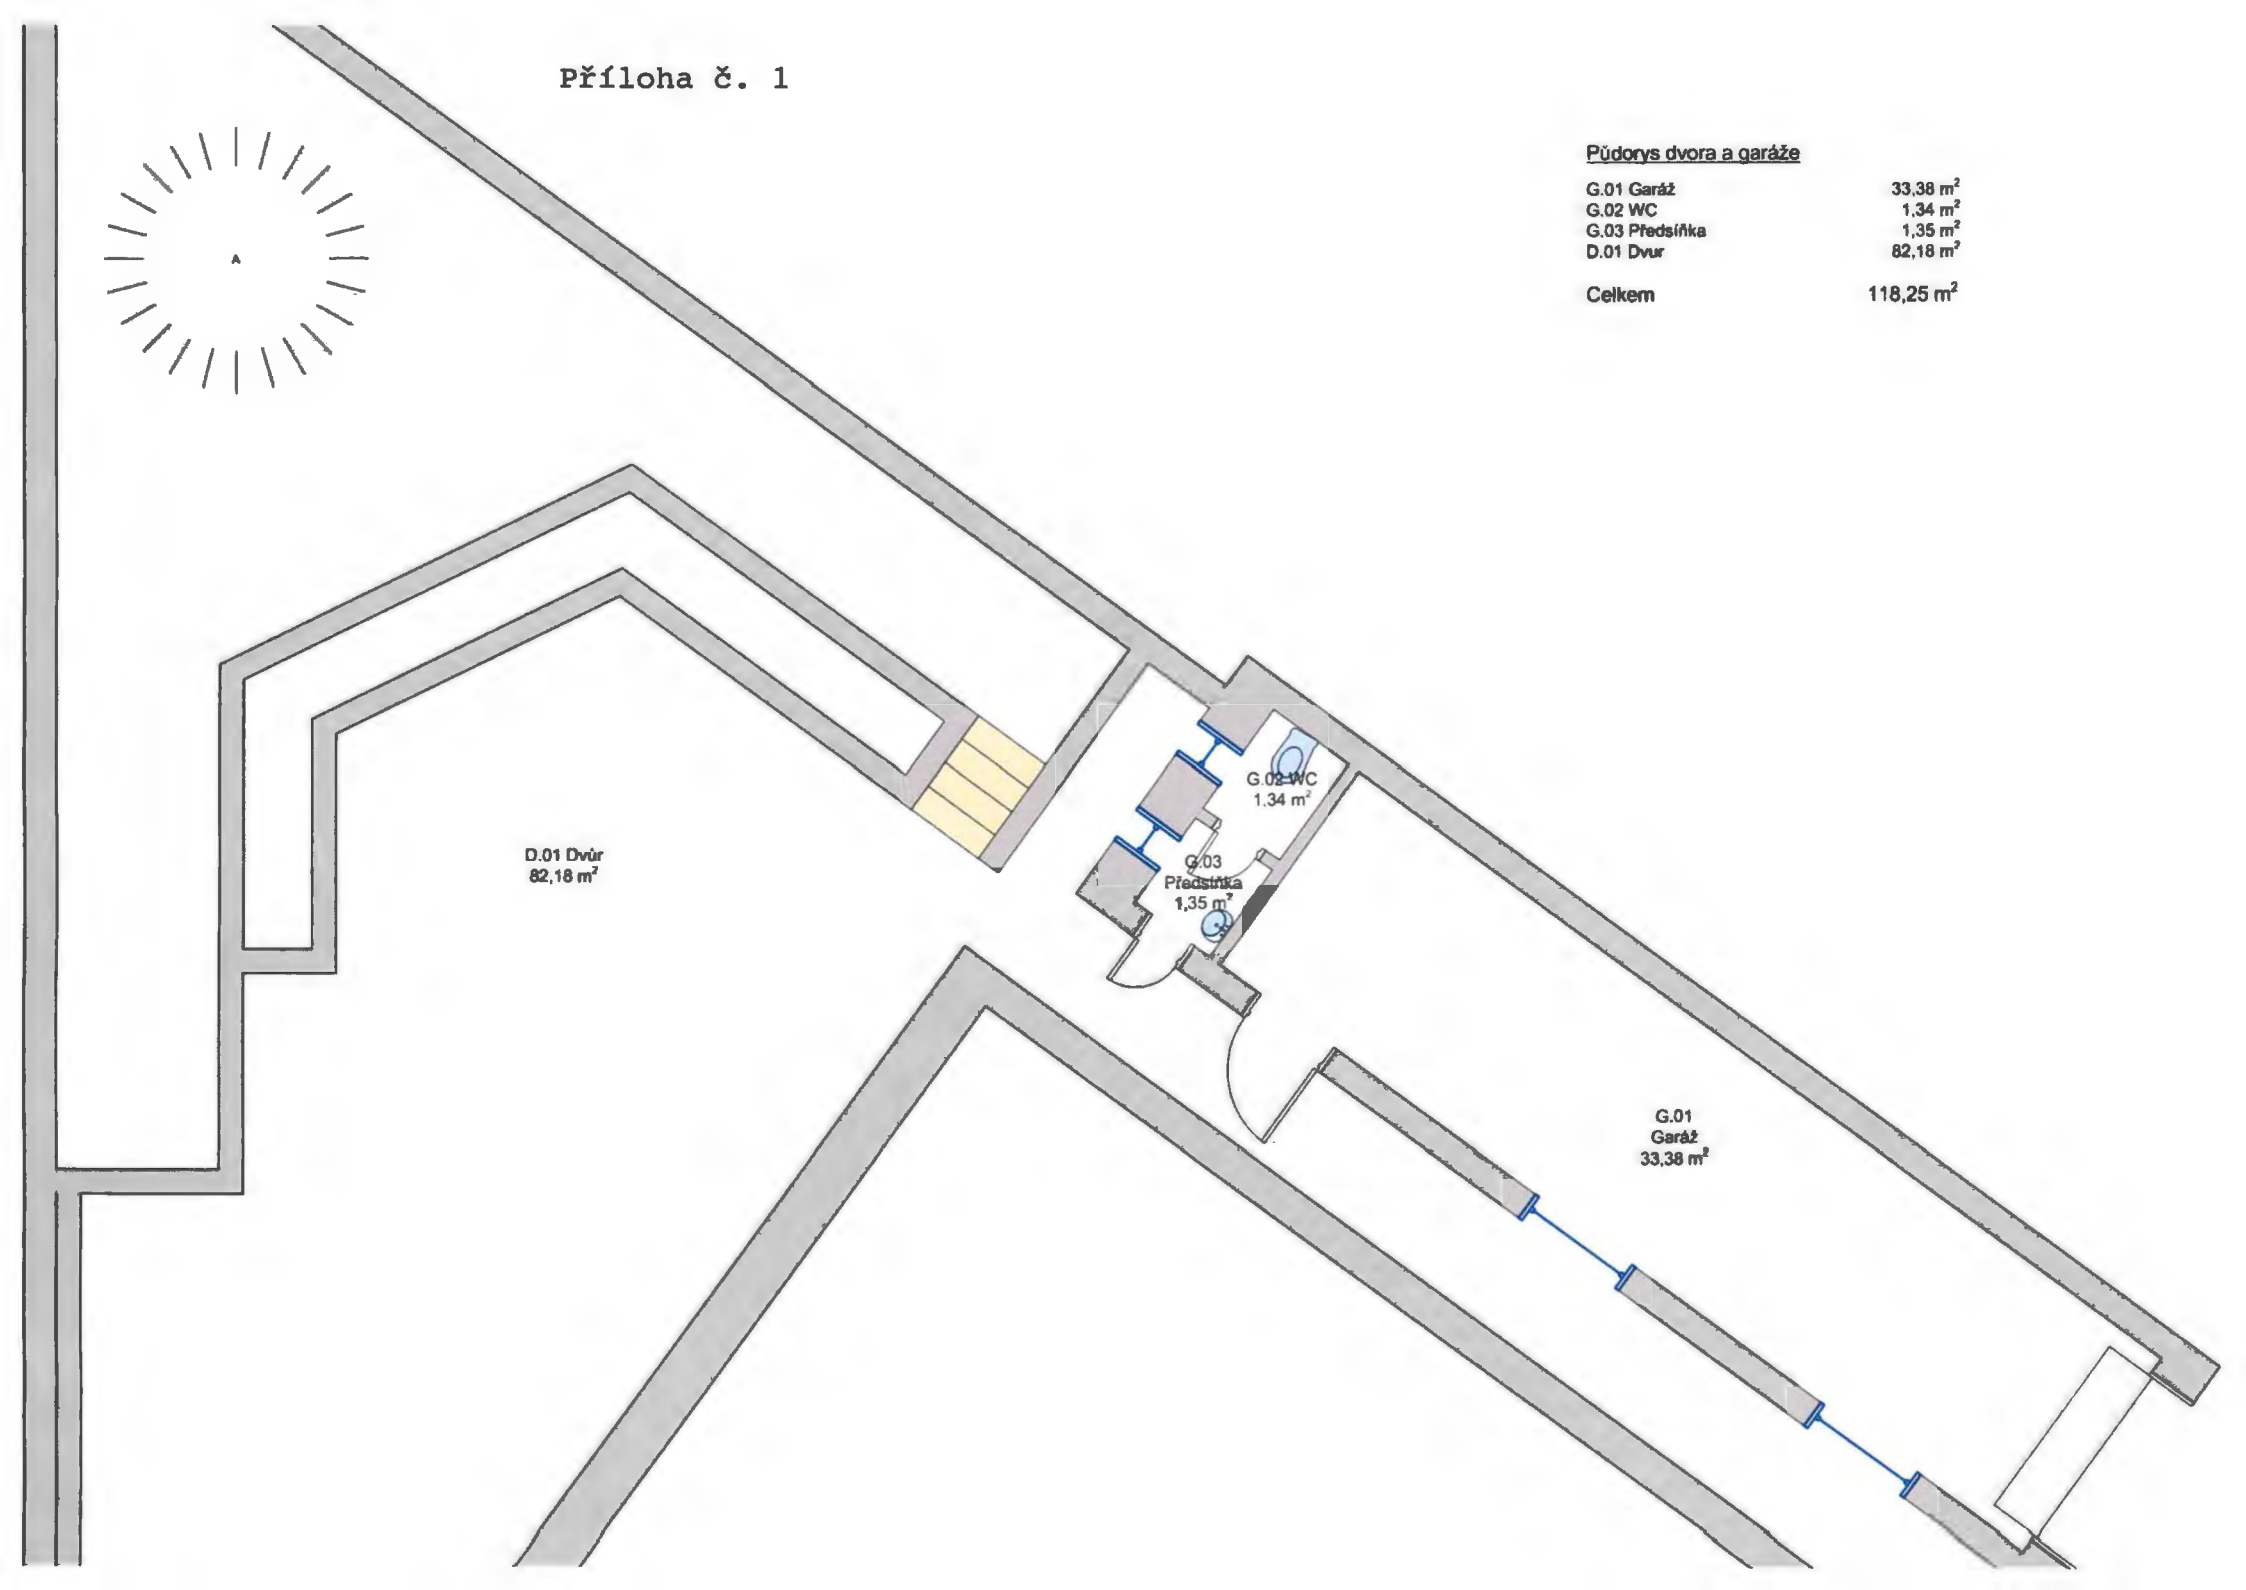 Příloha č. 1
Půdorys dvora a garáže
G.01 Garáž 33,38 m²
G.02 WC 1,34 m²
G.03 Předsíňka 1,35 m²
D.01 Dvur 82,18 m²
Celkem 118,25 m²
A
G.02 WC
1,34 m²
D.01 Dvůr
82,18 m²
G.03
Předsíňka
1,35 m²
G.01
Garáž
33,38 m²